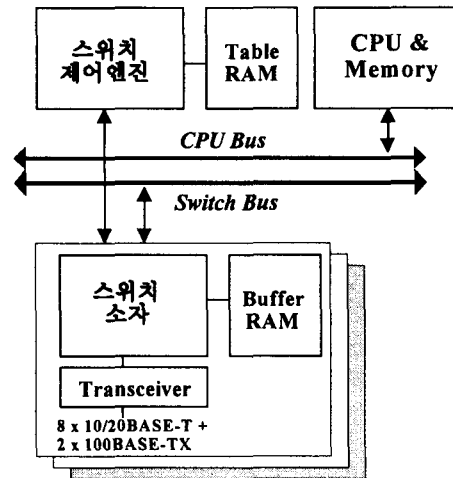 스위치
제어엔진
Table
RAM
CPU &
Memory
CPU Bus
Switch Bus
스위치
소자
Buffer
RAM
Transceiver
8 x 10/20BASE-T +
2 x 100BASE-TX